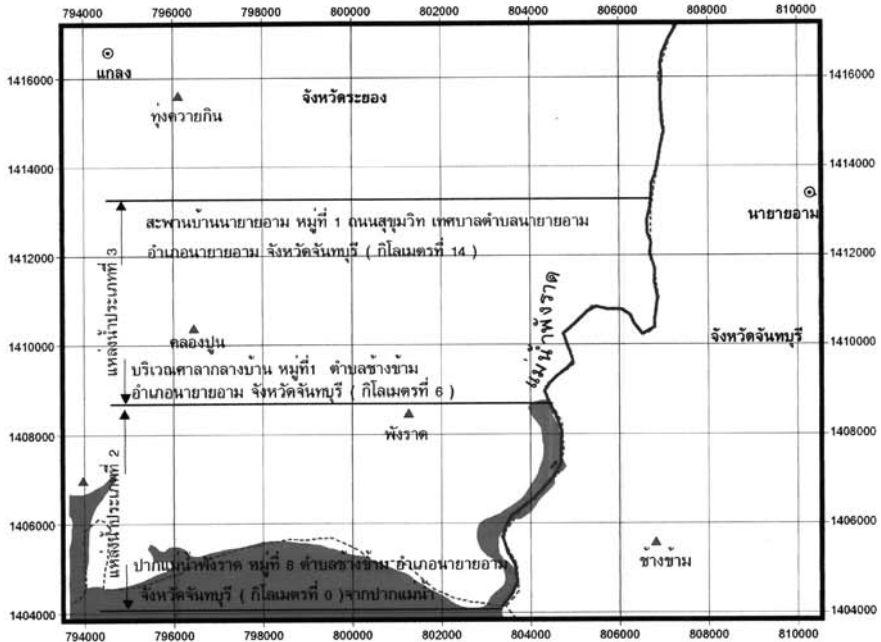 794000 796000 798000 800000 802000 804000 806000 808000 810000
แกลง
1416000 1416000
ทุ่งควายกิน
จังหวัดระยอง
1414000 1414000
นายายอาม
สะพานบ้านนายายอาม หมู่ที่ 1 ถนนสุขุมวิท เทศบาลตำบลนายายอาม
อำเภอนายายอาม จังหวัดจันทบุรี ( กิโลเมตรที่ 14 )
1412000 1412000
แหล่งน้ำประเภทที่ 3
แม่น้ำพังราด
คลองปูน
จังหวัดจันทบุรี
1410000 1410000
บริเวณศาลากลางบ้าน หมู่ที่1 ตำบลช้างข้าม
อำเภอนายายอาม จังหวัดจันทบุรี ( กิโลเมตรที่ 6 )
พังราด
1408000 1408000
แหล่งน้ำประเภทที่ 2
1406000 1406000
ช้างข้าม
ปากแม่น้ำพังราด หมู่ที่ 8 ตำบลช้างข้าม อำเภอนายายอาม
จังหวัดจันทบุรี ( กิโลเมตรที่ 0 )จากปากแม่น้ำ
1404000 1404000
794000 796000 798000 800000 802000 804000 806000 808000 810000